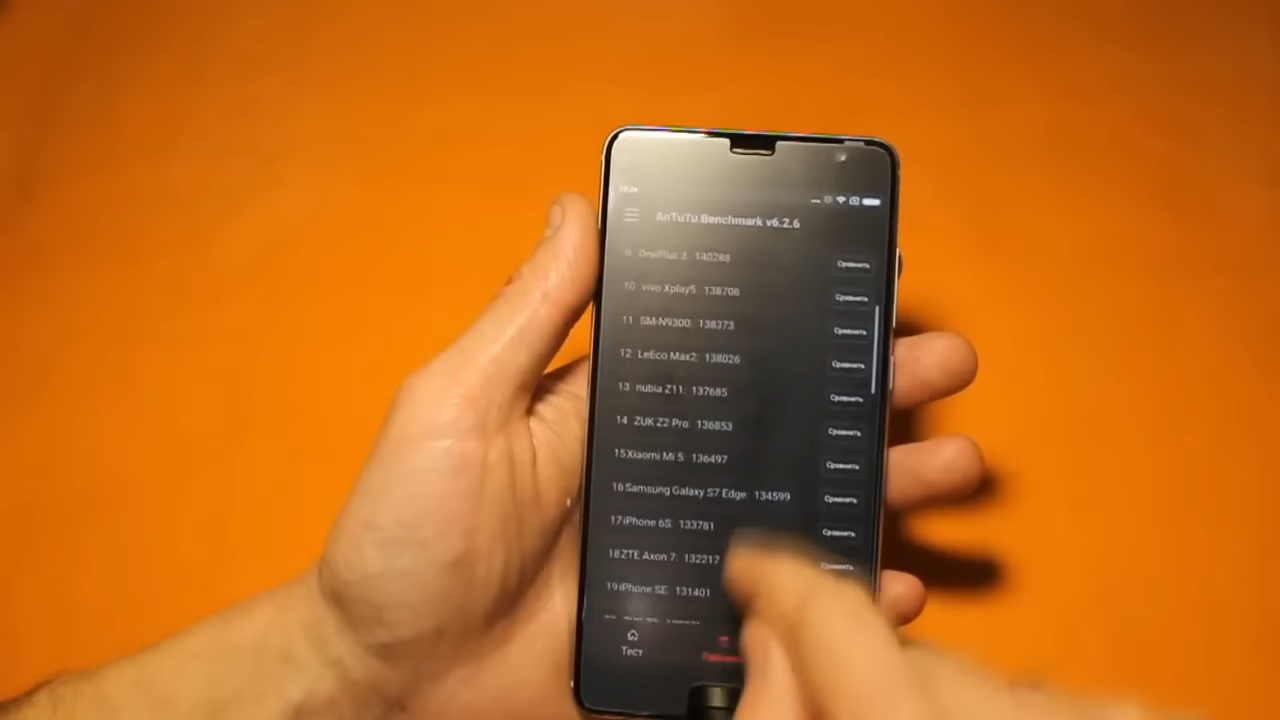 AnTuTu Benchmark v6.2.6
9 OnePlus 3: 140288 Сравнить
10 vivo Xplay5: 138706 Сравнить
11 SM-N9300: 138373 Сравнить
12 LeEco Max2: 138026 Сравнить
13 nubia Z11: 137685 Сравнить
14 ZUK Z2 Pro: 136853 Сравнить
15 Xiaomi Mi 5: 136497 Сравнить
16 Samsung Galaxy S7 Edge: 134599 Сравнить
17 iPhone 6S: 133781 Сравнить
18 ZTE Axon 7: 132217 Сравнить
19 iPhone SE: 131401
Тест